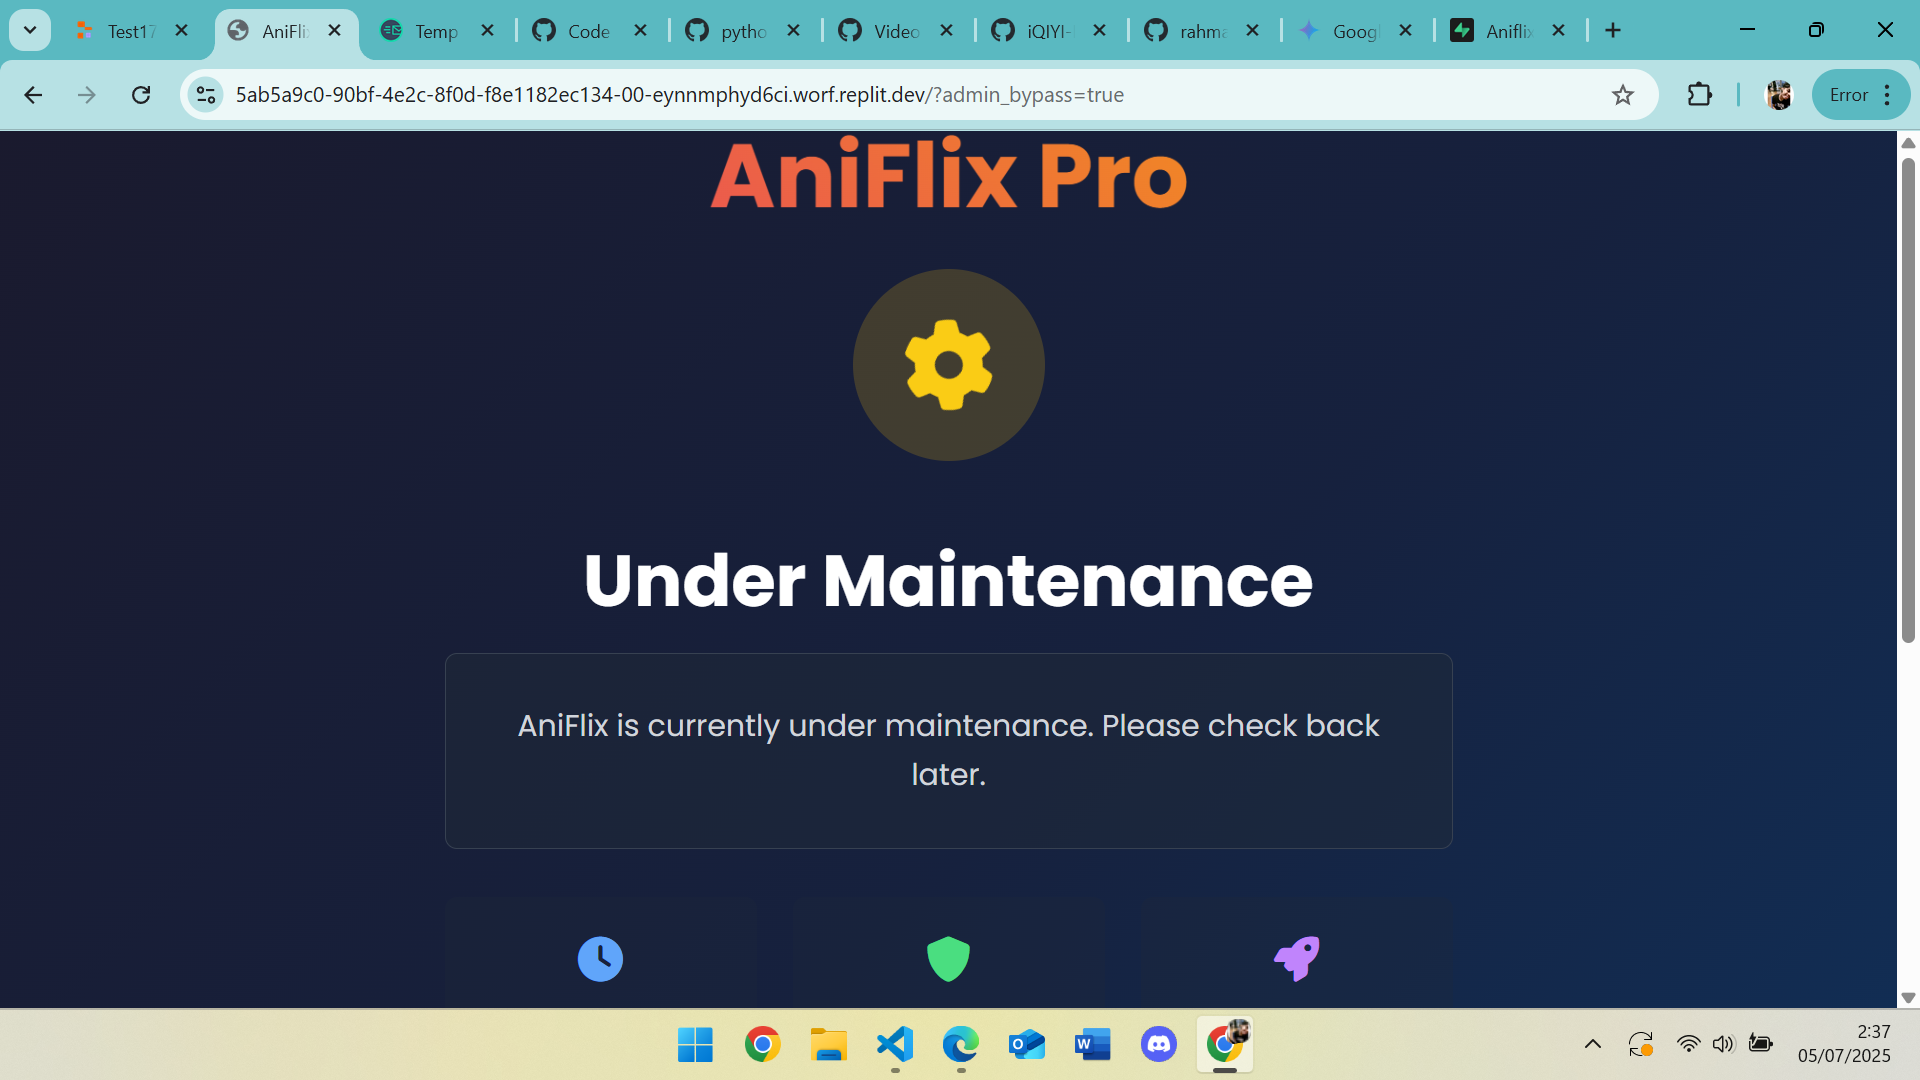 Test17
AniFli
Temp
Code
pytho
Video
iQIYI-
rahma
Googl
Aniflix
5ab5a9c0-90bf-4e2c-8f0d-f8e1182ec134-00-eynnmphyd6ci.worf.replit.dev/?admin_bypass=true
Error
AniFlix Pro
Under Maintenance
AniFlix is currently under maintenance. Please check back
later.
2:37
05/07/2025